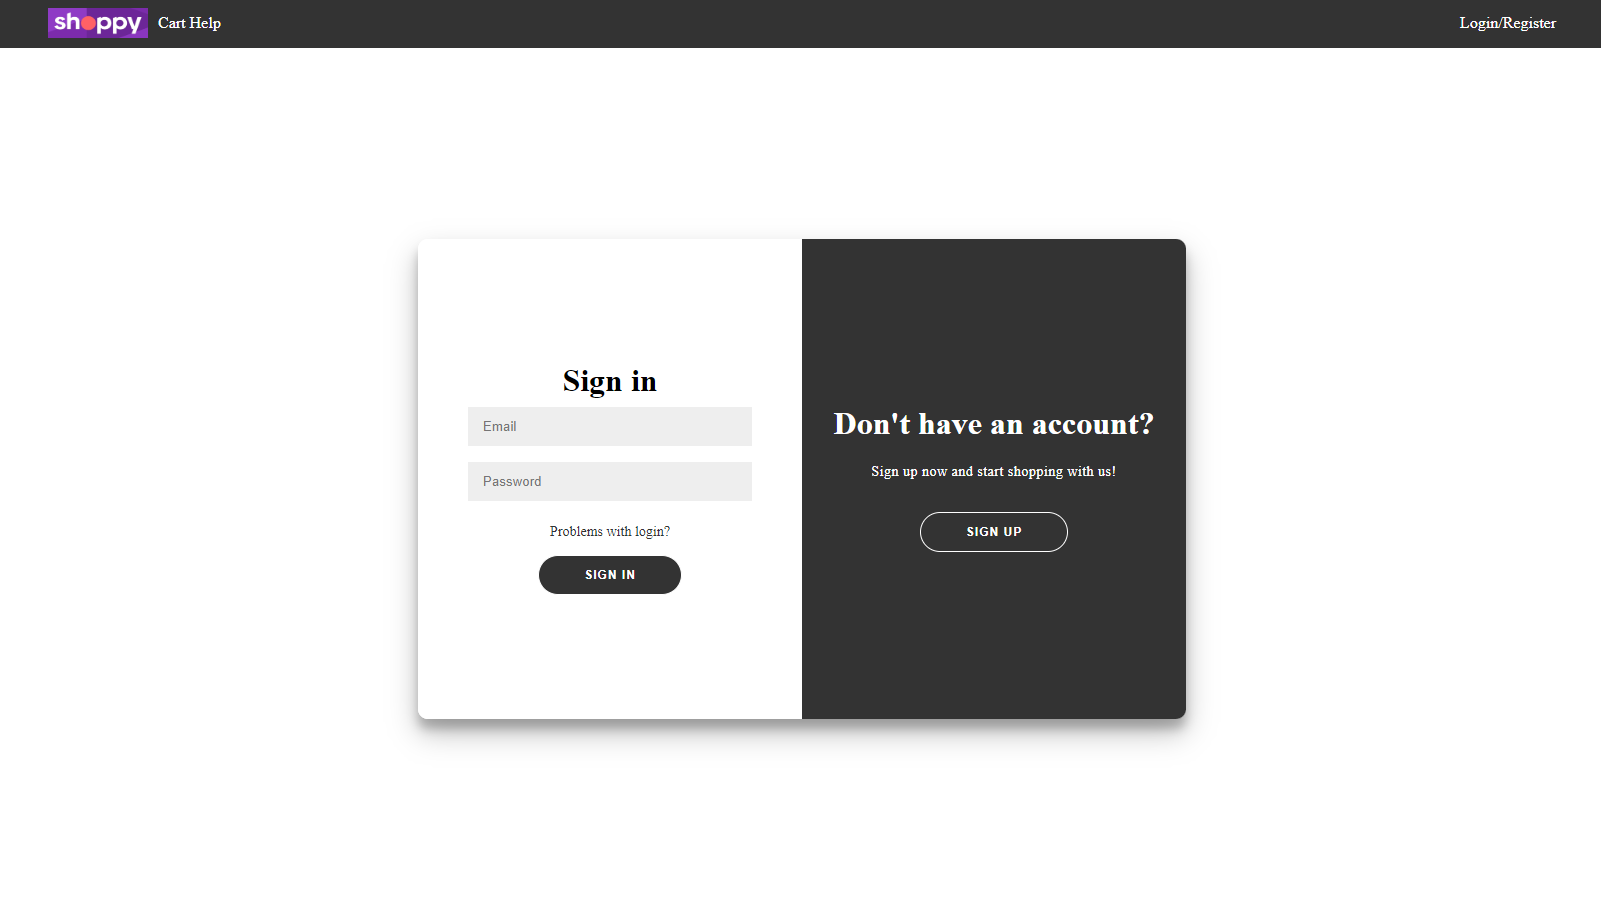 shoppy Cart Help Login/Register
Sign in
Email
Password
Problems with login?
SIGN IN
Don't have an account?
Sign up now and start shopping with us!
SIGN UP